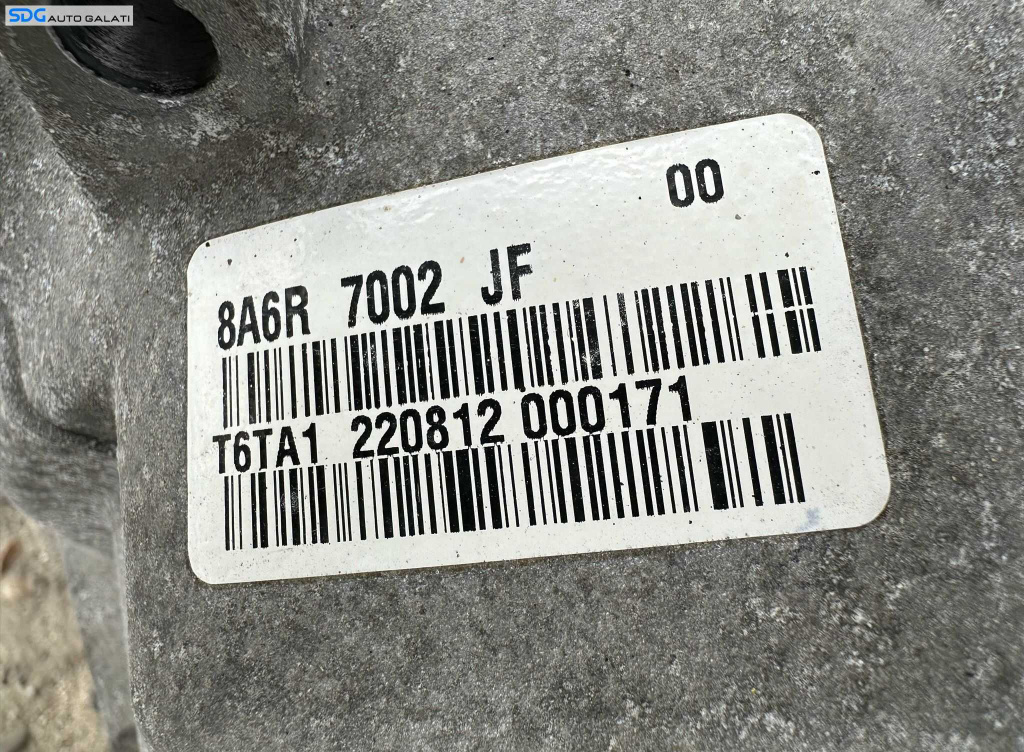 SDG AUTO GALATI
00
8A6R 7002 JF
T6TA1 220812 000171